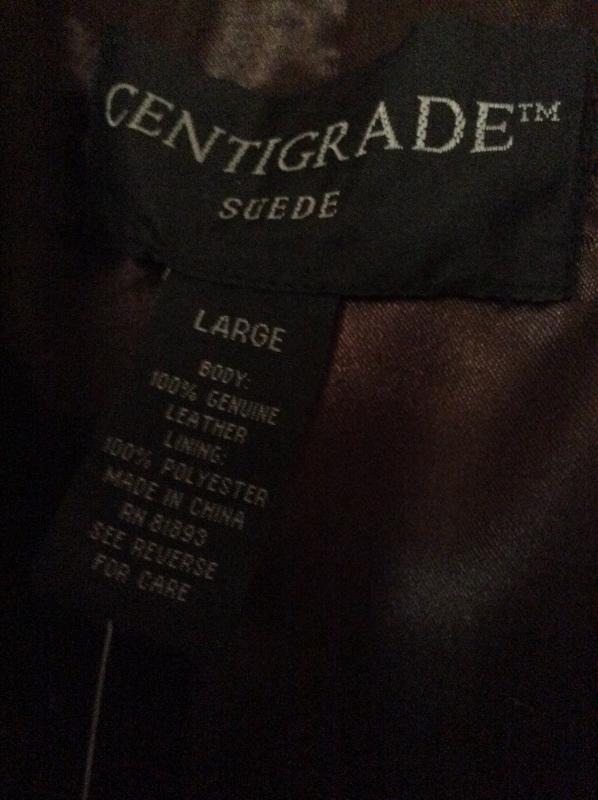 CENTIGRADE™
SUEDE
LARGE
BODY:
100% GENUINE
LEATHER
LINING:
100% POLYESTER
MADE IN CHINA
RN 81893
SEE REVERSE
FOR CARE